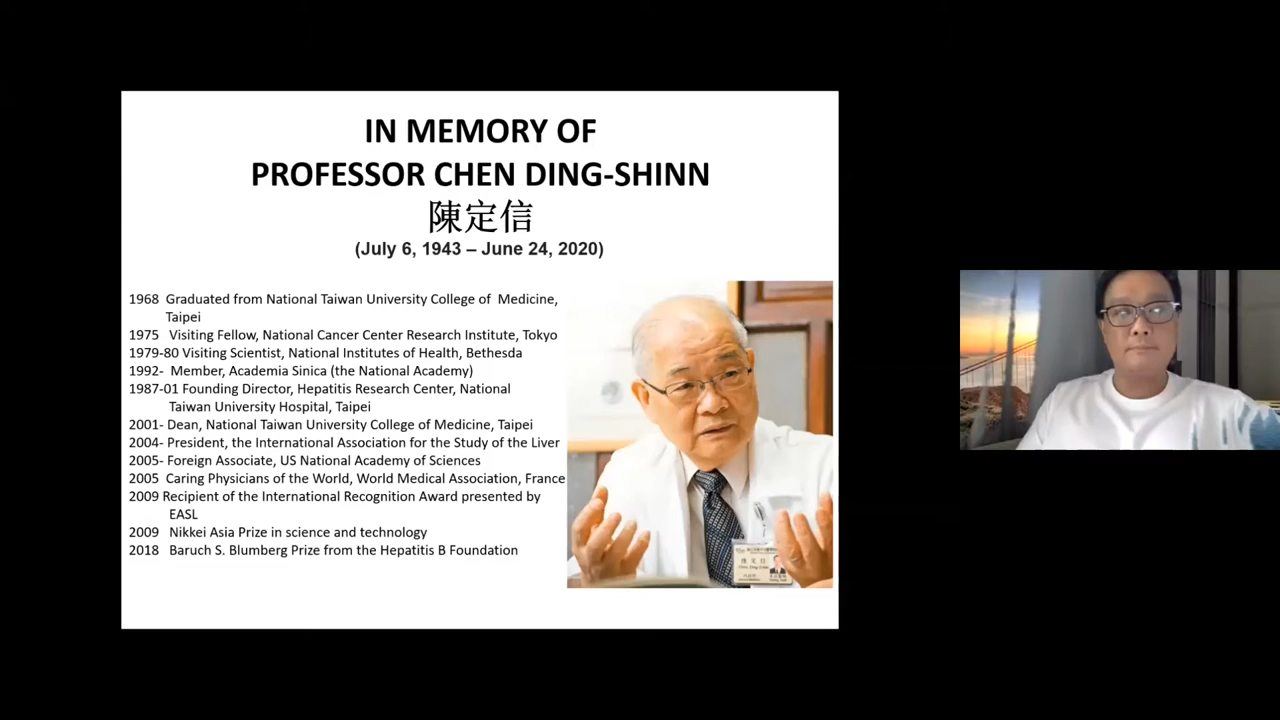 IN MEMORY OF
PROFESSOR CHEN DING-SHINN
陳定信
(July 6, 1943 – June 24, 2020)
1968 Graduated from National Taiwan University College of Medicine,
Taipei
1975 Visiting Fellow, National Cancer Center Research Institute, Tokyo
1979-80 Visiting Scientist, National Institutes of Health, Bethesda
1992- Member, Academia Sinica (the National Academy)
1987-01 Founding Director, Hepatitis Research Center, National
Taiwan University Hospital, Taipei
2001- Dean, National Taiwan University College of Medicine, Taipei
2004- President, the International Association for the Study of the Liver
2005- Foreign Associate, US National Academy of Sciences
2005 Caring Physicians of the World, World Medical Association, France
2009 Recipient of the International Recognition Award presented by
EASL
2009 Nikkei Asia Prize in science and technology
2018 Baruch S. Blumberg Prize from the Hepatitis B Foundation
陳定信